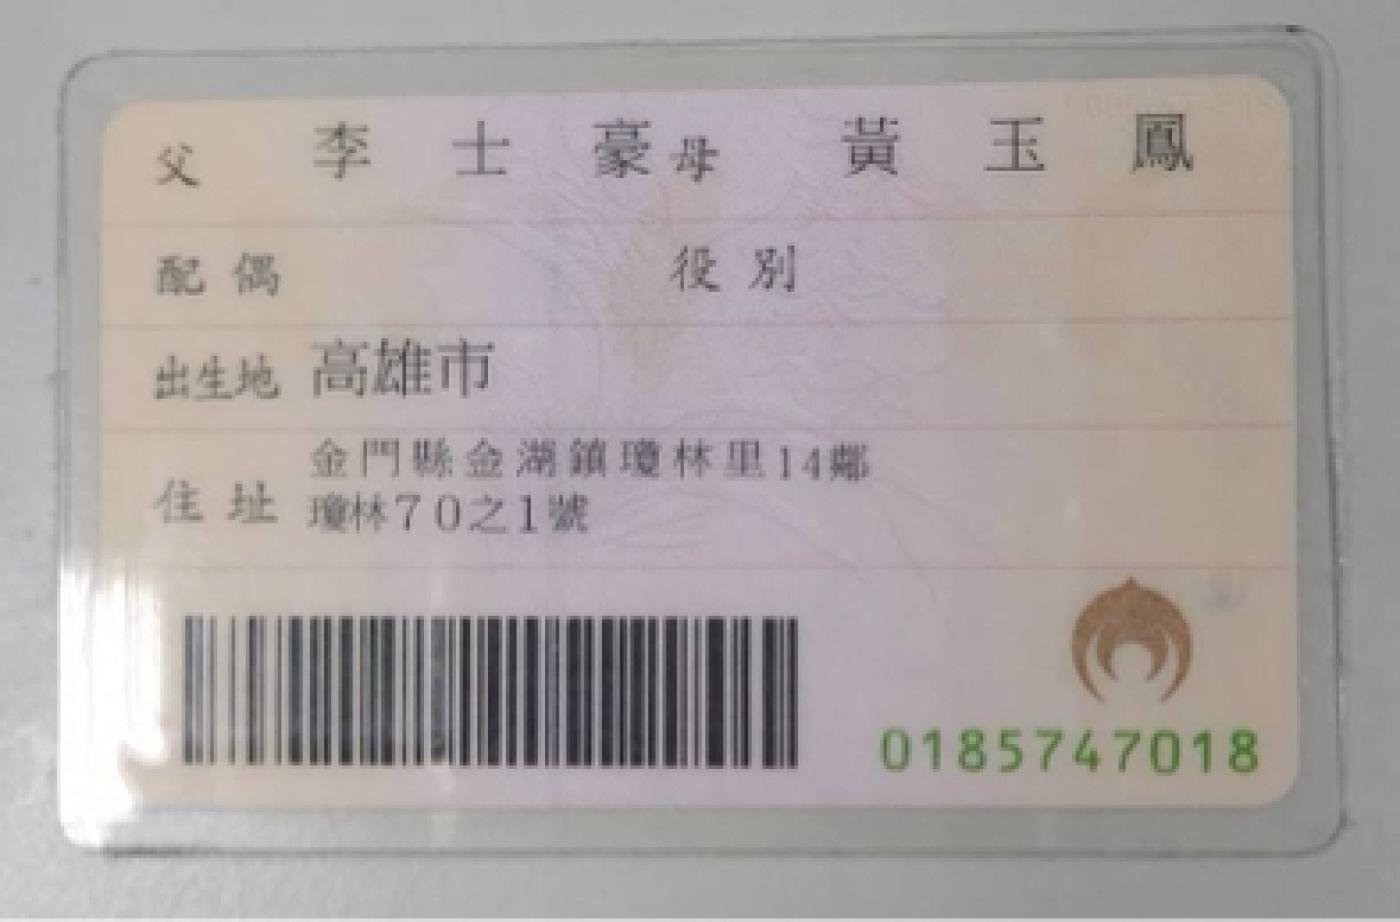 父 李士豪 母 黃玉鳳
配偶 役別
出生地 高雄市
住址 金門縣金湖鎮瓊林里14鄰
瓊林70之1號
0185747018